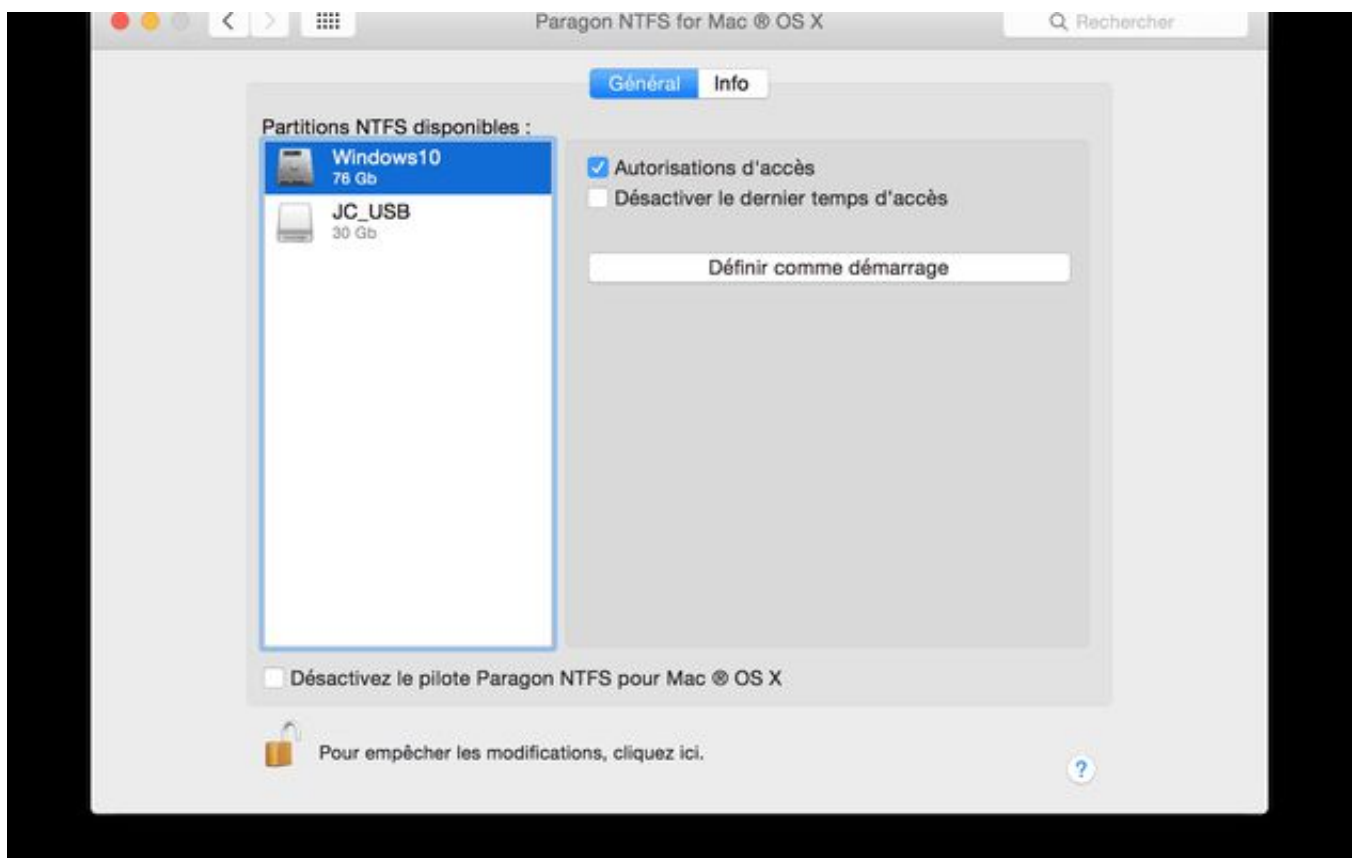 Paragon NTFS for Mac ® OS X
Rechercher
Général
Info
Partitions NTFS disponibles :
Windows10
76 Gb
JC_USB
30 Gb
Autorisations d'accès
Désactiver le dernier temps d'accès
Définir comme démarrage
Désactivez le pilote Paragon NTFS pour Mac ® OS X
Pour empêcher les modifications, cliquez ici.
?